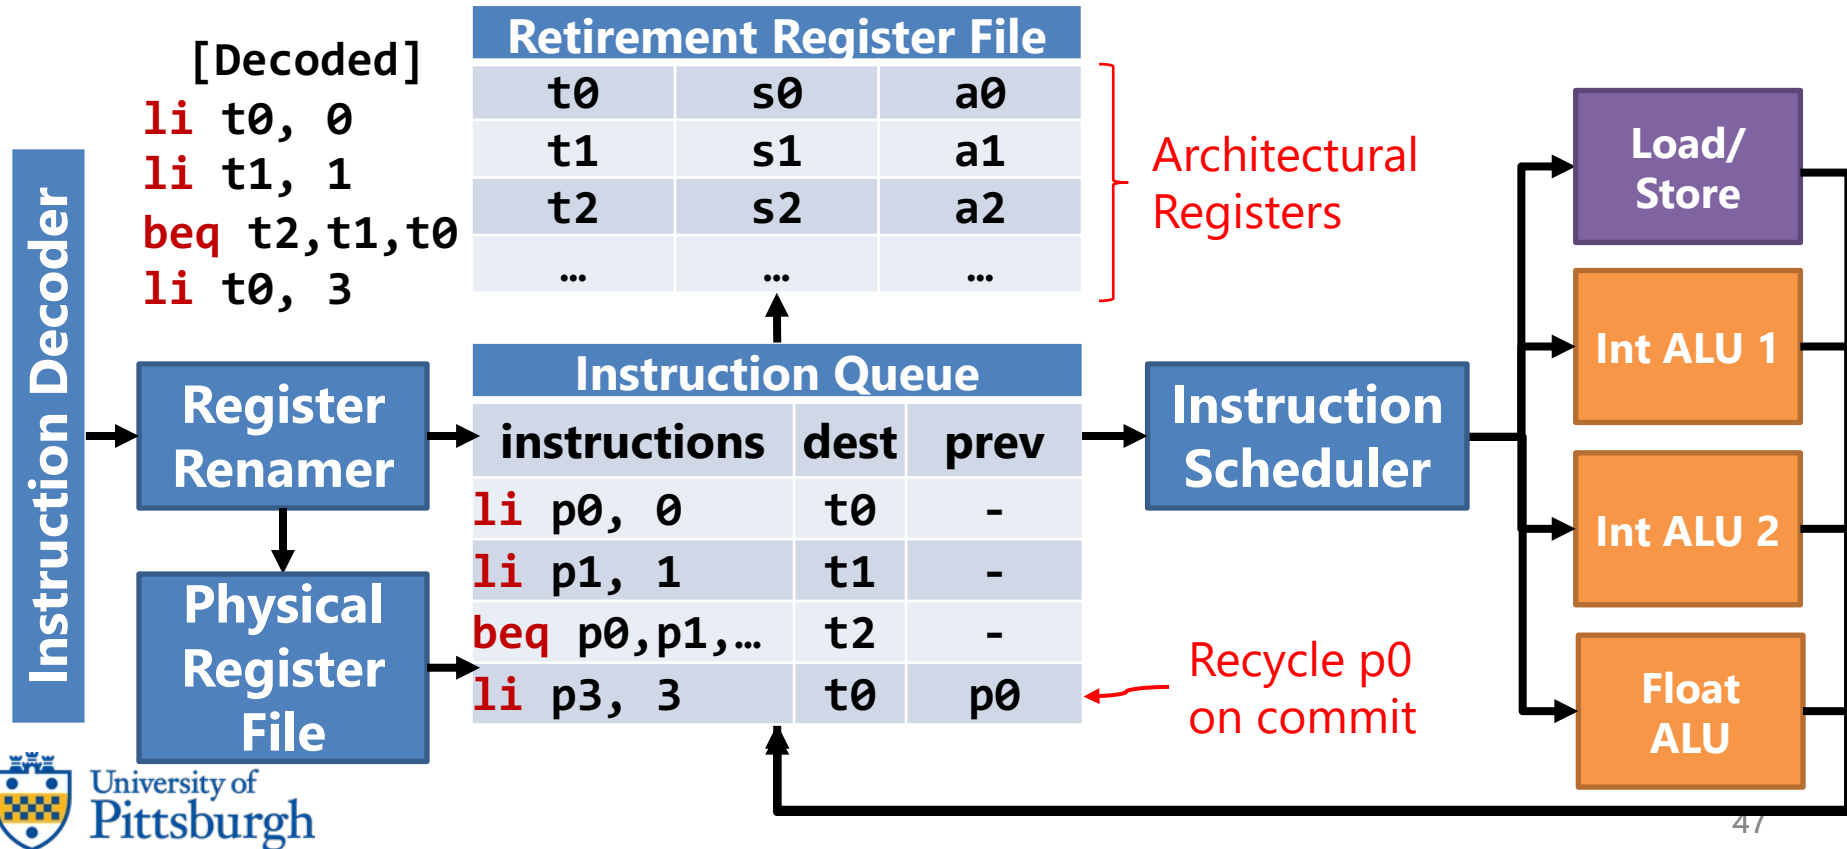 [Decoded]
li t0, 0
li t1, 1
beq t2,t1,t0
li t0, 3
Instruction Decoder
Retirement Register File
t0 s0 a0
t1 s1 a1
t2 s2 a2
… … …
Architectural
Registers
Register
Renamer
Physical
Register
File
Instruction Queue
instructions dest prev
li p0, 0 t0 -
li p1, 1 t1 -
beq p0,p1,… t2 -
li p3, 3 t0 p0
Recycle p0
on commit
Instruction
Scheduler
Load/
Store
Int ALU 1
Int ALU 2
Float
ALU
University of
Pittsburgh
47